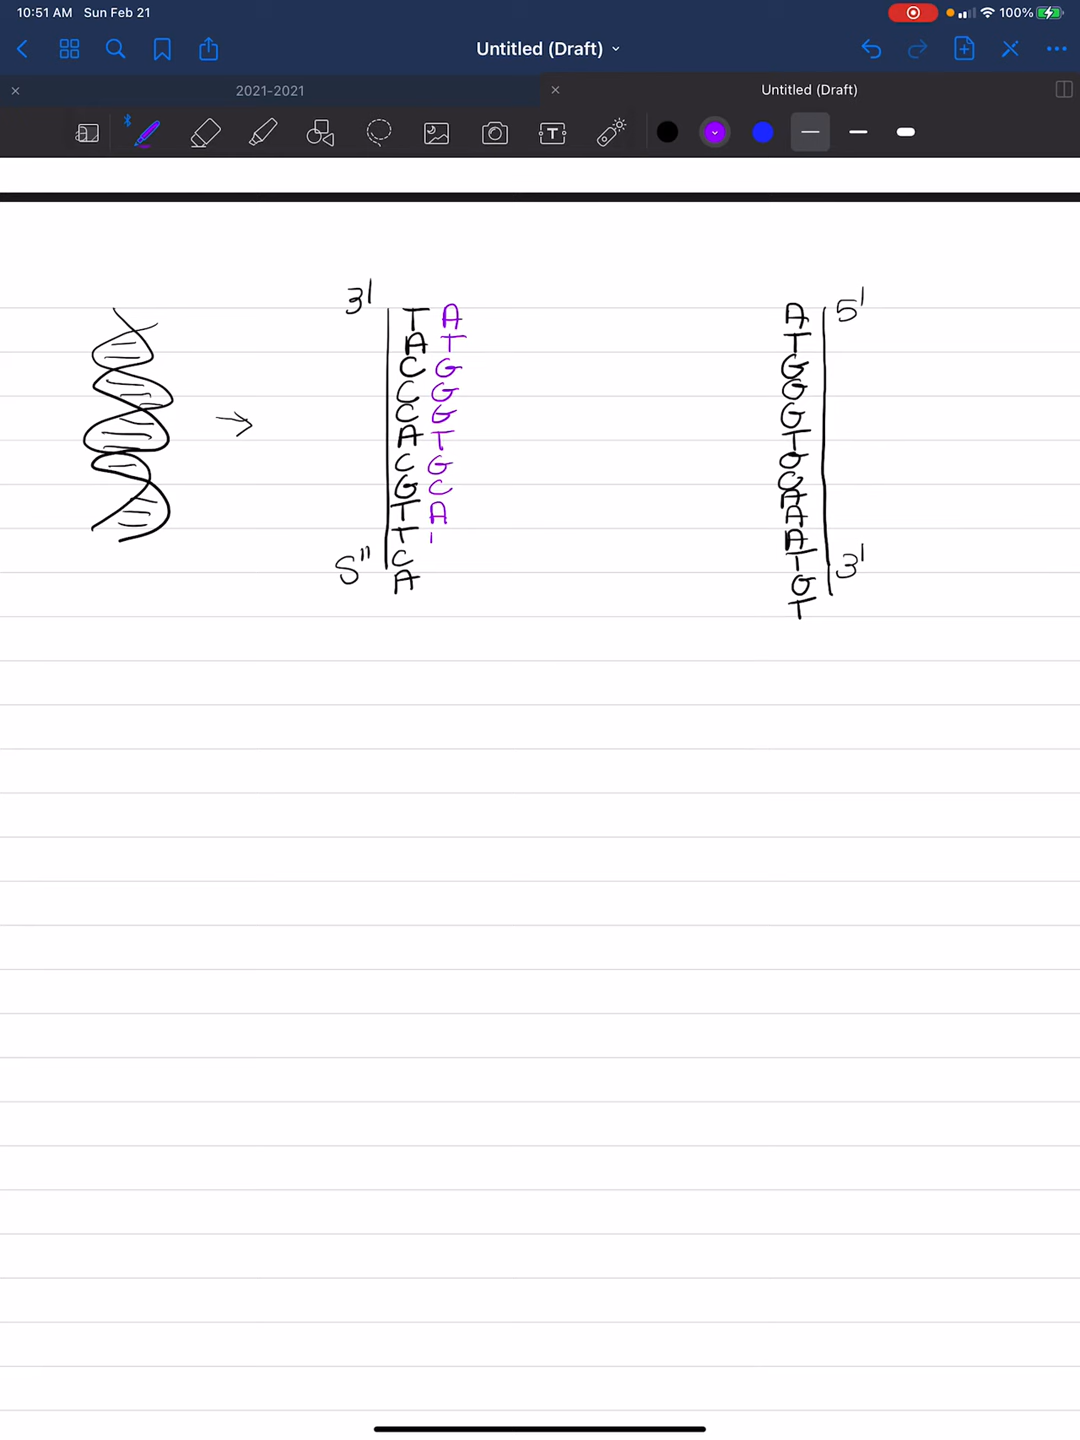 10:51 AM Sun Feb 21
100%
Untitled (Draft)
2021-2021
Untitled (Draft)
T
3' 5'
T A A
A T T
C G G
C G G
C G G
A T T
C G G
G C C
T A A
T A
C A
A T
5" 3'
G
T